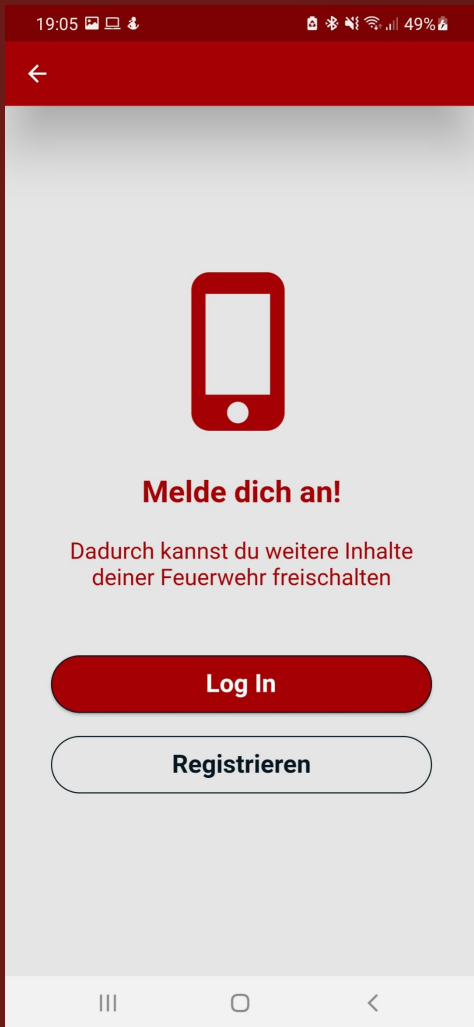 19:05 49%
Melde dich an!
Dadurch kannst du weitere Inhalte
deiner Feuerwehr freischalten
Log In
Registrieren